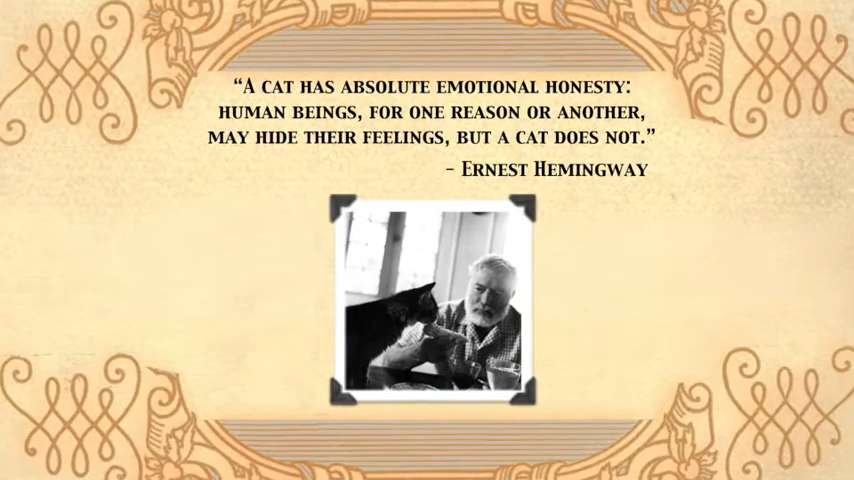 “A cat has absolute emotional honesty:
human beings, for one reason or another,
may hide their feelings, but a cat does not.”
- Ernest Hemingway